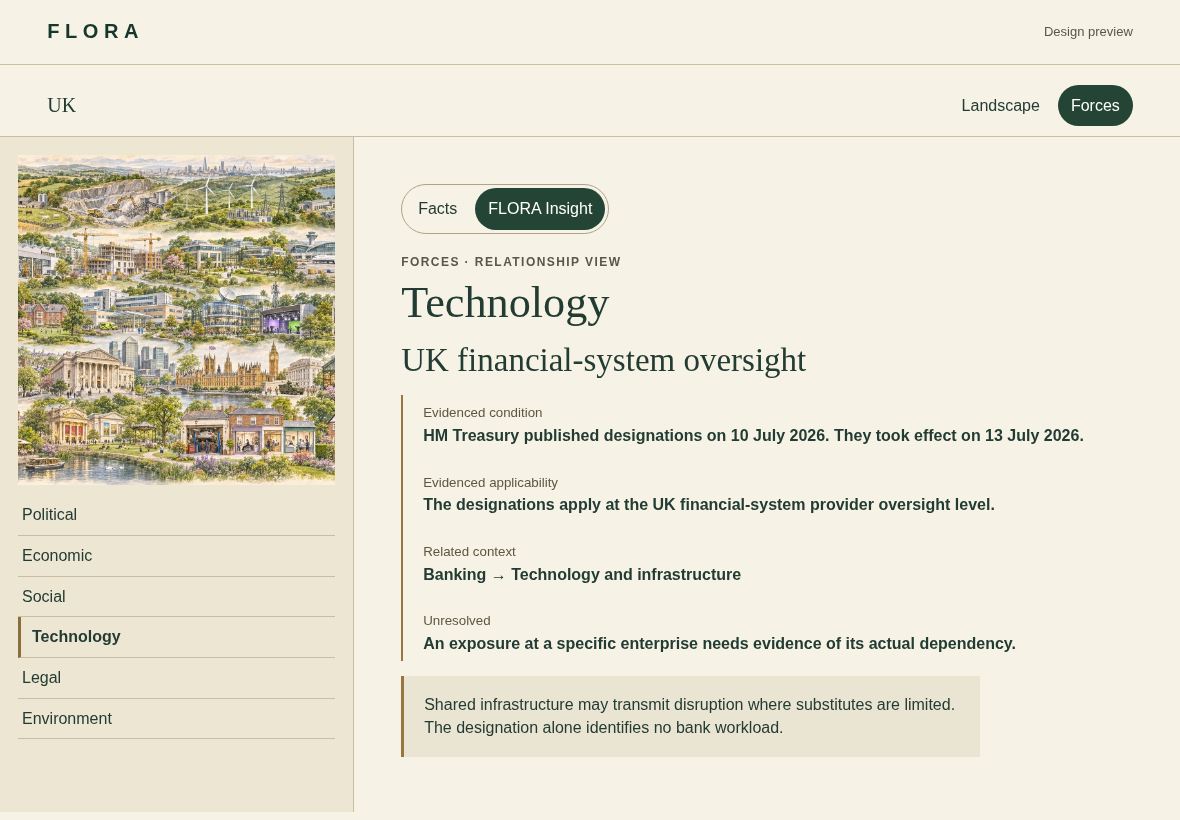 FLORA
Design preview
UK
Landscape
Forces
Political
Economic
Social
Technology
Legal
Environment
Facts
FLORA Insight
FORCES · RELATIONSHIP VIEW
Technology
UK financial-system oversight
Evidenced condition
HM Treasury published designations on 10 July 2026. They took effect on 13 July 2026.
Evidenced applicability
The designations apply at the UK financial-system provider oversight level.
Related context
Banking → Technology and infrastructure
Unresolved
An exposure at a specific enterprise needs evidence of its actual dependency.
Shared infrastructure may transmit disruption where substitutes are limited.
The designation alone identifies no bank workload.